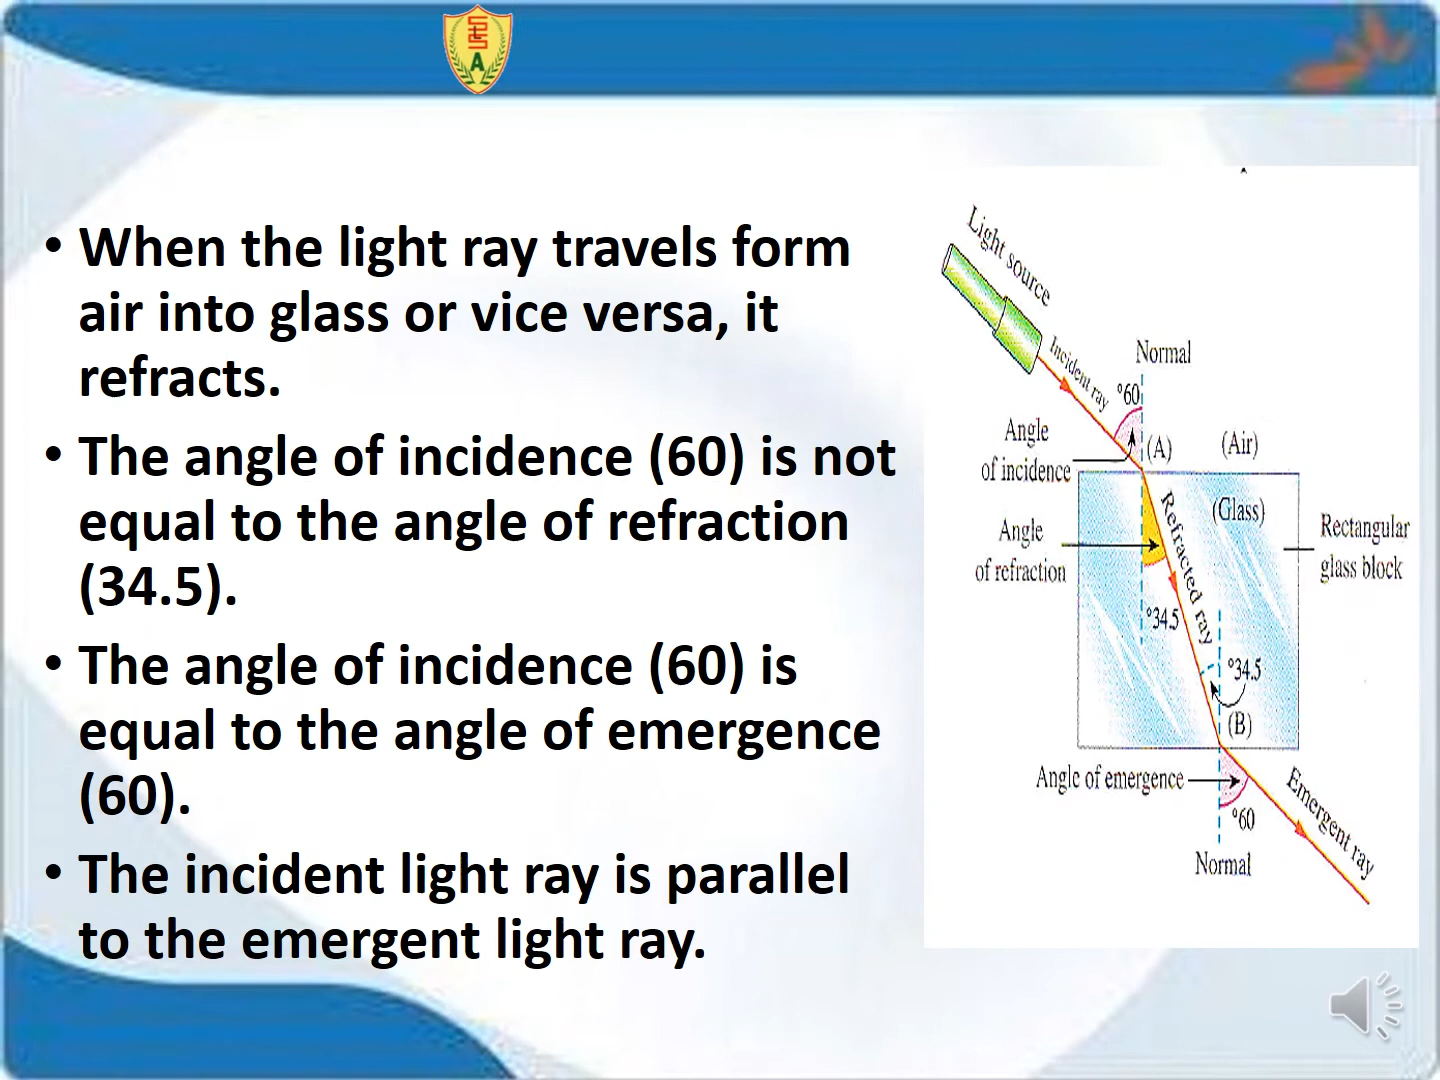 • When the light ray travels form
air into glass or vice versa, it
refracts.
• The angle of incidence (60) is not
equal to the angle of refraction
(34.5).
• The angle of incidence (60) is
equal to the angle of emergence
(60).
• The incident light ray is parallel
to the emergent light ray.
Light source
Incident ray
Normal
°60
Angle
of incidence
(A)
(Air)
(Glass)
Refracted ray
Angle
of refraction
Rectangular
glass block
°34.5
°34.5
(B)
Angle of emergence
°60
Emergent ray
Normal
A